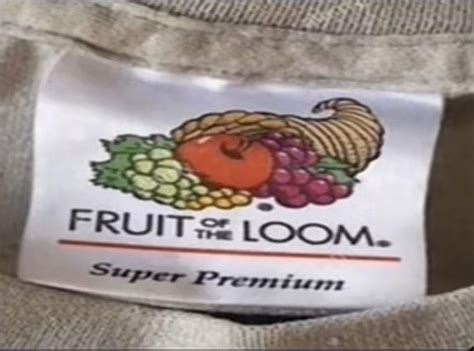 FRUIT OF THE LOOM®
Super Premium